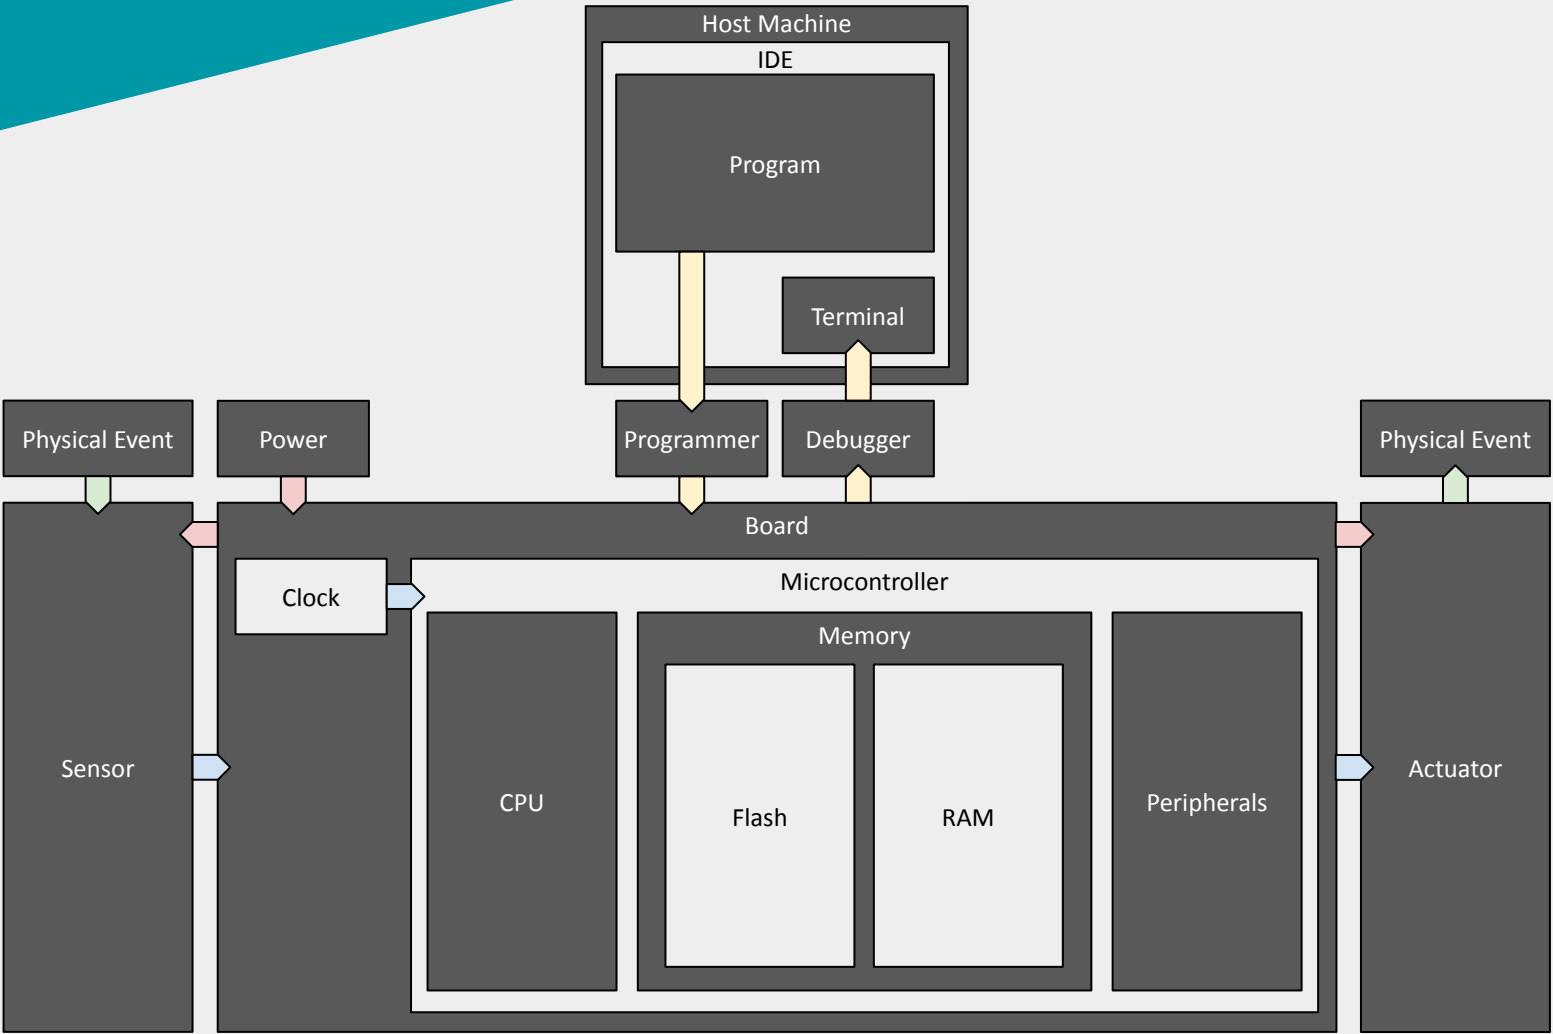 Host Machine
IDE
Program
Terminal
Physical Event
Power
Programmer
Debugger
Physical Event
Board
Clock
Microcontroller
Memory
Sensor
CPU
Flash
RAM
Peripherals
Actuator